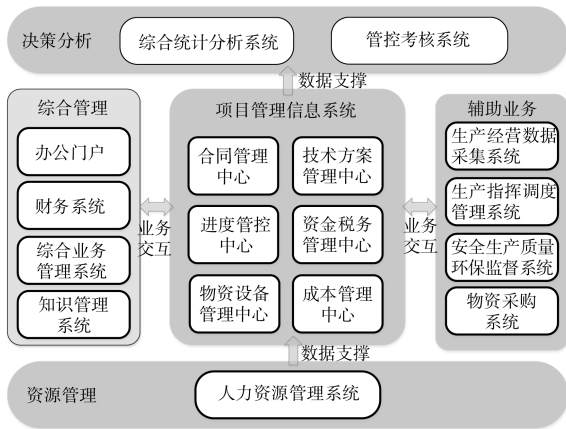 决策分析
综合统计分析系统
管控考核系统
数据支撑
综合管理
办公门户
财务系统
综合业务
管理系统
知识管理
系统
业务
交互
项目管理信息系统
合同管理
中心
技术方案
管理中心
进度管控
中心
资金税务
管理中心
物资设备
管理中心
成本管理
中心
业务
交互
辅助业务
生产经营数据
采集系统
生产指挥调度
管理系统
安全生产质量
环保监督系统
物资采购
系统
数据支撑
资源管理
人力资源管理系统